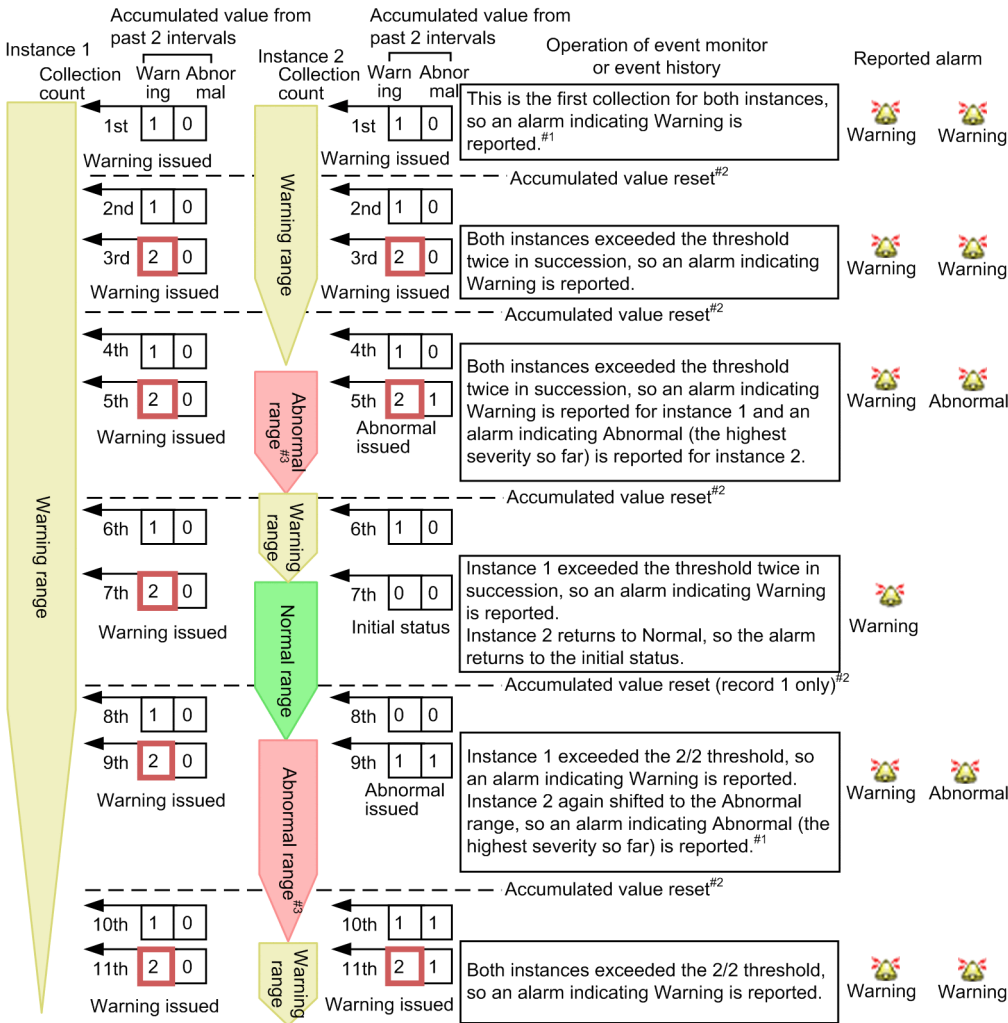 Accumulated value from
past 2 intervals
Accumulated value from
past 2 intervals
Instance 1
Collection
count
Warn
ing
Abnor
mal
Instance 2
Collection
count
Warn
ing
Abnor
mal
Operation of event monitor
or event history
Reported alarm
1st 1 0
Warning issued
1st 1 0
Warning issued
This is the first collection for both instances,
so an alarm indicating Warning is
reported.#1
Warning Warning
Accumulated value reset#2
2nd 1 0
2nd 1 0
3rd 2 0
Warning issued
3rd 2 0
Warning issued
Warning range
Both instances exceeded the threshold
twice in succession, so an alarm indicating
Warning is reported.
Warning Warning
Accumulated value reset#2
4th 1 0
4th 1 0
5th 2 0
Warning issued
5th 2 1
Abnormal
issued
Abnormal
range#3
Both instances exceeded the threshold
twice in succession, so an alarm indicating
Warning is reported for instance 1 and an
alarm indicating Abnormal (the highest
severity so far) is reported for instance 2.
Warning Abnormal
Accumulated value reset#2
Warning range
6th 1 0
Warning
range
6th 1 0
7th 2 0
Warning issued
7th 0 0
Initial status
Normal range
Instance 1 exceeded the threshold twice in
succession, so an alarm indicating Warning
is reported.
Instance 2 returns to Normal, so the alarm
returns to the initial status.
Warning
Accumulated value reset (record 1 only)#2
8th 1 0
8th 0 0
9th 2 0
Warning issued
9th 1 1
Abnormal
issued
Abnormal range#3
Instance 1 exceeded the 2/2 threshold, so
an alarm indicating Warning is reported.
Instance 2 again shifted to the Abnormal
range, so an alarm indicating Abnormal (the
highest severity so far) is reported.#1
Warning Abnormal
Accumulated value reset#2
10th 1 0
10th 1 1
11th 2 0
Warning issued
Warning
range
11th 2 1
Warning issued
Both instances exceeded the 2/2 threshold,
so an alarm indicating Warning is reported.
Warning Warning